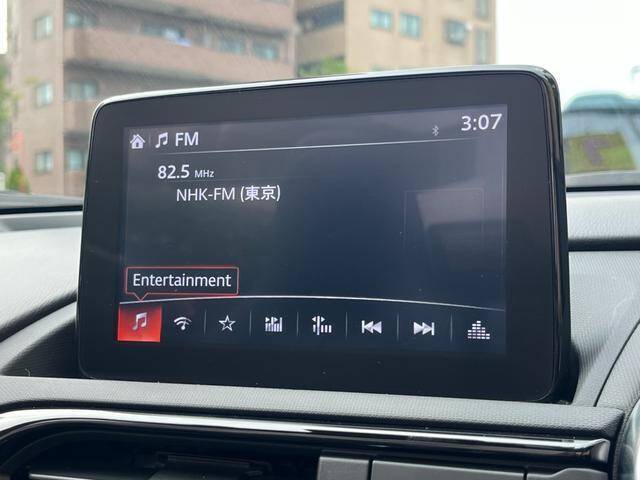 FM
3:07
82.5 MHz
NHK-FM (東京)
Entertainment